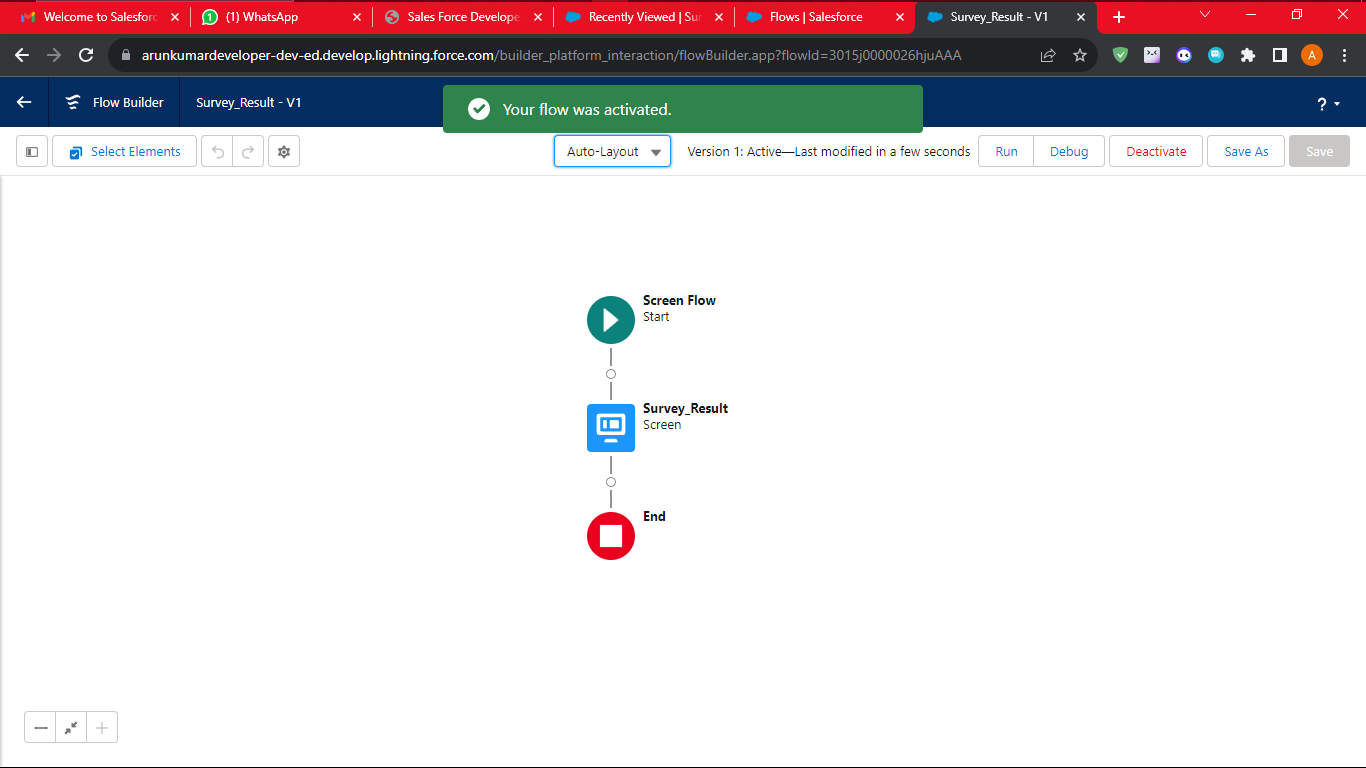 Welcome to Salesforc
(1) WhatsApp
Sales Force Develope
Recently Viewed | Sur
Flows | Salesforce
Survey_Result - V1
arunkumardeveloper-dev-ed.develop.lightning.force.com/builder_platform_interaction/flowBuilder.app?flowId=3015j0000026hjuAAA
A
Flow Builder
Survey_Result - V1
Your flow was activated.
?
Select Elements
Auto-Layout
Version 1: Active—Last modified in a few seconds
Run
Debug
Deactivate
Save As
Save
Screen Flow
Start
Survey_Result
Screen
End